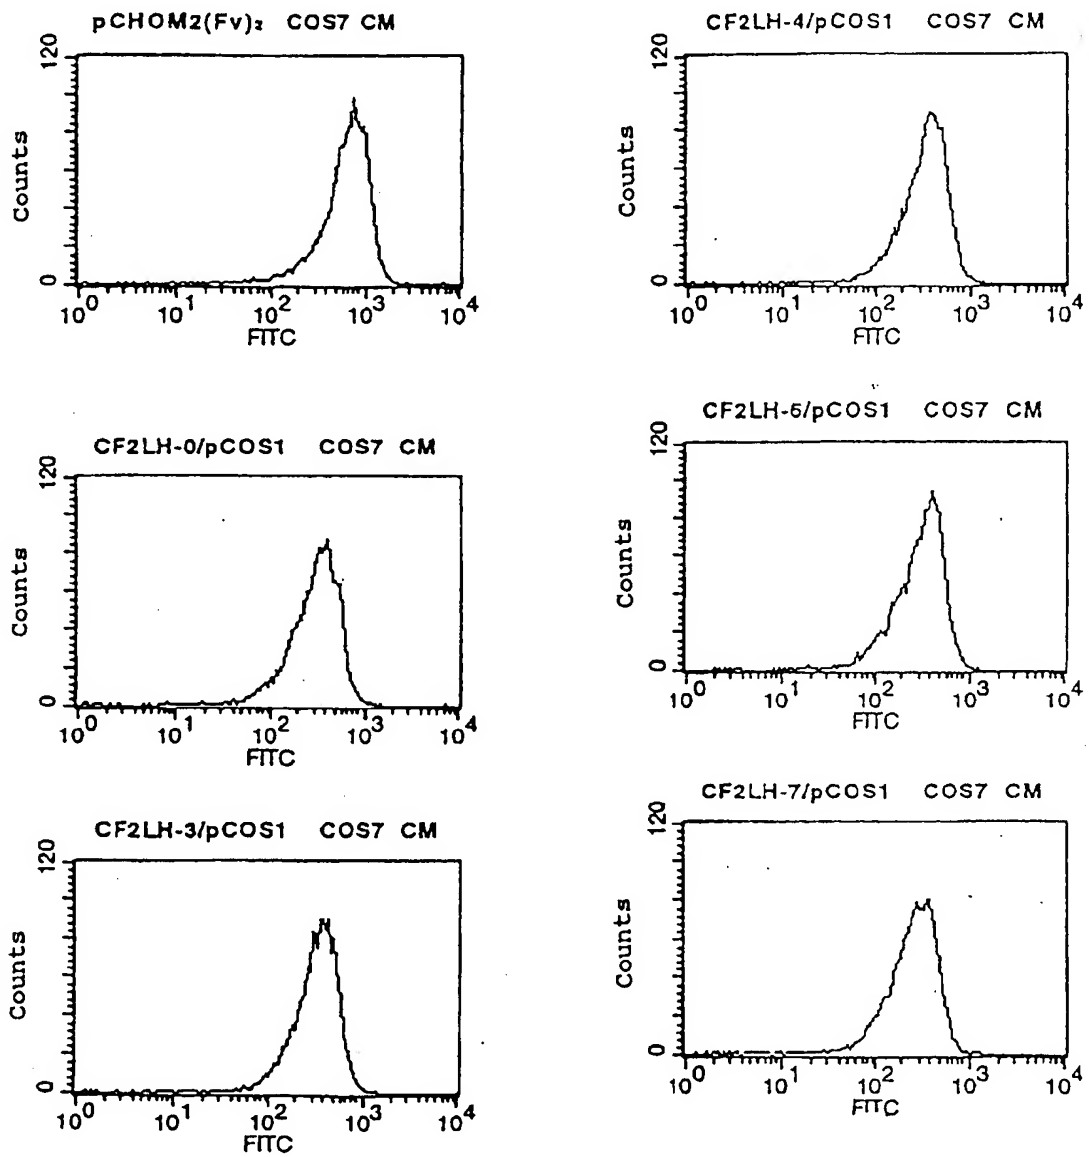 pCHOM2(Fv)₂ COS7 CM
120
Counts
0
10⁰ 10¹ 10² 10³ 10⁴
FITC
CF2LH-0/pCOS1 COS7 CM
120
Counts
0
10⁰ 10¹ 10² 10³ 10⁴
FITC
CF2LH-3/pCOS1 COS7 CM
120
Counts
0
10⁰ 10¹ 10² 10³ 10⁴
FITC
CF2LH-4/pCOS1 COS7 CM
120
Counts
0
10⁰ 10¹ 10² 10³ 10⁴
FITC
CF2LH-6/pCOS1 COS7 CM
120
Counts
0
10⁰ 10¹ 10² 10³ 10⁴
FITC
CF2LH-7/pCOS1 COS7 CM
120
Counts
0
10⁰ 10¹ 10² 10³ 10⁴
FITC